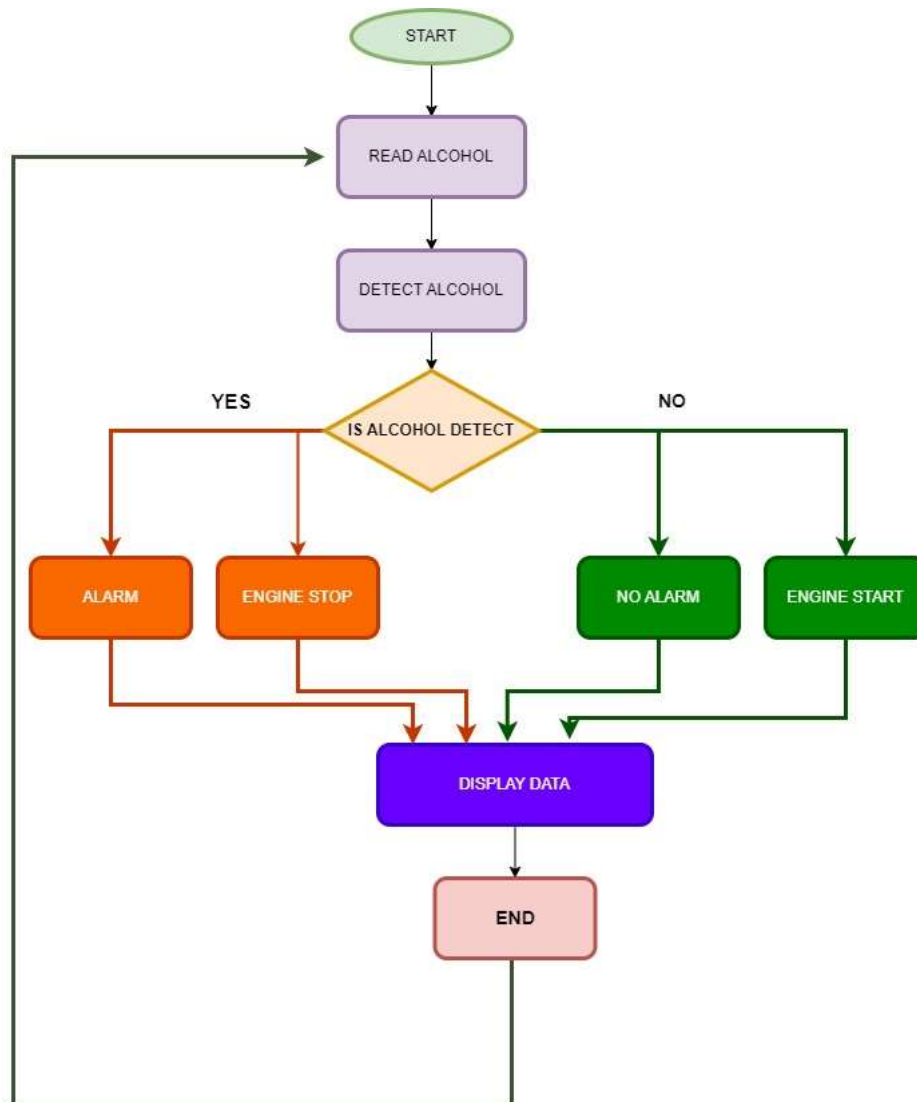 START
READ ALCOHOL
DETECT ALCOHOL
YES
IS ALCOHOL DETECT
NO
ALARM
ENGINE STOP
NO ALARM
ENGINE START
DISPLAY DATA
END